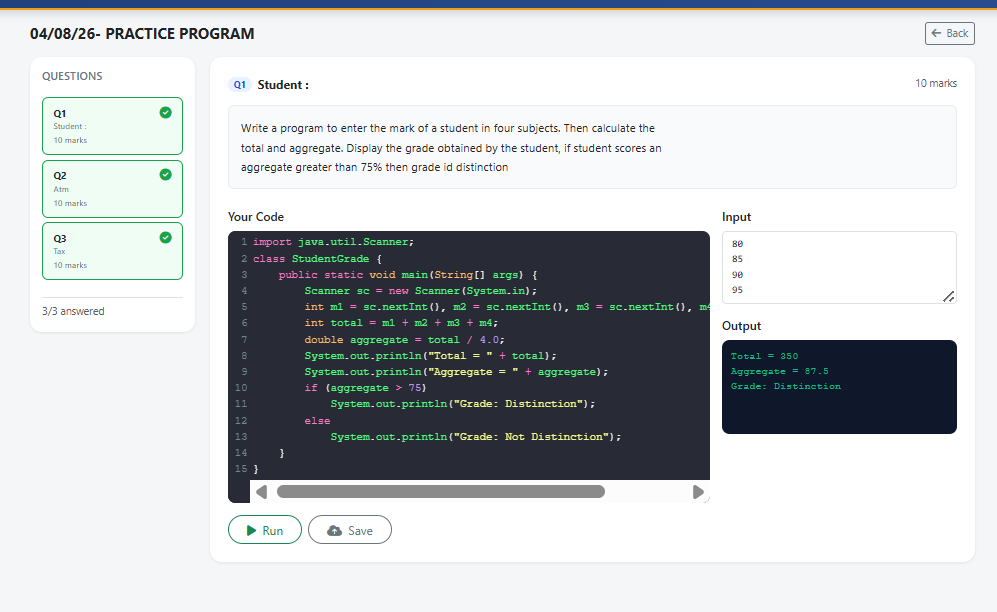 04/08/26- PRACTICE PROGRAM
← Back
QUESTIONS
Q1
Student :
10 marks
Q2
Atm
10 marks
Q3
Tax
10 marks
3/3 answered
Q1 Student :
10 marks
Write a program to enter the mark of a student in four subjects. Then calculate the
total and aggregate. Display the grade obtained by the student, if student scores an
aggregate greater than 75% then grade id distinction
Your Code
1 import java.util.Scanner;
2 class StudentGrade {
3     public static void main(String[] args) {
4         Scanner sc = new Scanner(System.in);
5         int m1 = sc.nextInt(), m2 = sc.nextInt(), m3 = sc.nextInt(), m4
6         int total = m1 + m2 + m3 + m4;
7         double aggregate = total / 4.0;
8         System.out.println("Total = " + total);
9         System.out.println("Aggregate = " + aggregate);
10         if (aggregate > 75)
11             System.out.println("Grade: Distinction");
12         else
13             System.out.println("Grade: Not Distinction");
14     }
15 }
Run
Save
Input
80
85
90
95
Output
Total = 350
Aggregate = 87.5
Grade: Distinction